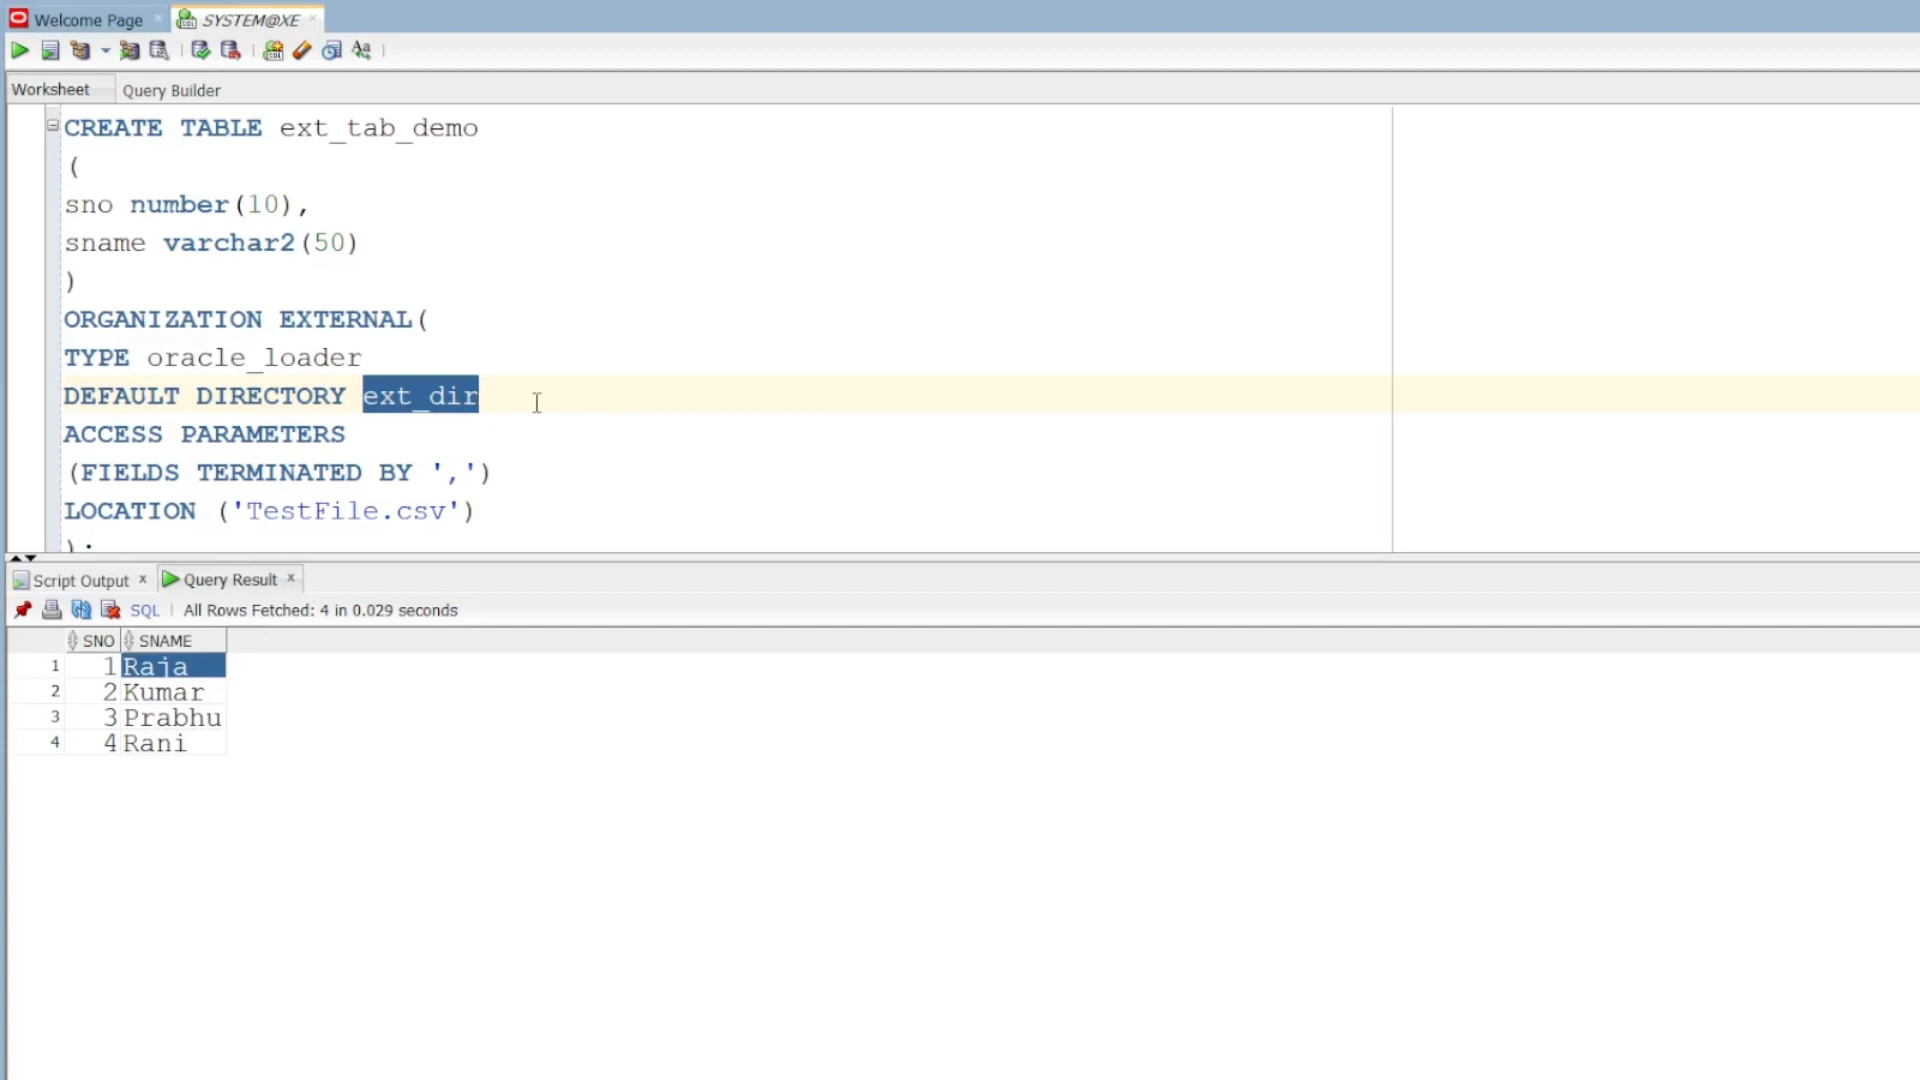 Welcome Page
SYSTEM@XE
Worksheet
Query Builder
CREATE TABLE ext_tab_demo
(
sno number(10),
sname varchar2(50)
)
ORGANIZATION EXTERNAL(
TYPE oracle_loader
DEFAULT DIRECTORY ext_dir
ACCESS PARAMETERS
(FIELDS TERMINATED BY ',')
LOCATION ('TestFile.csv')
);
Script Output
Query Result
SQL
All Rows Fetched: 4 in 0.029 seconds
SNO SNAME
1 1 Raja
2 2 Kumar
3 3 Prabhu
4 4 Rani